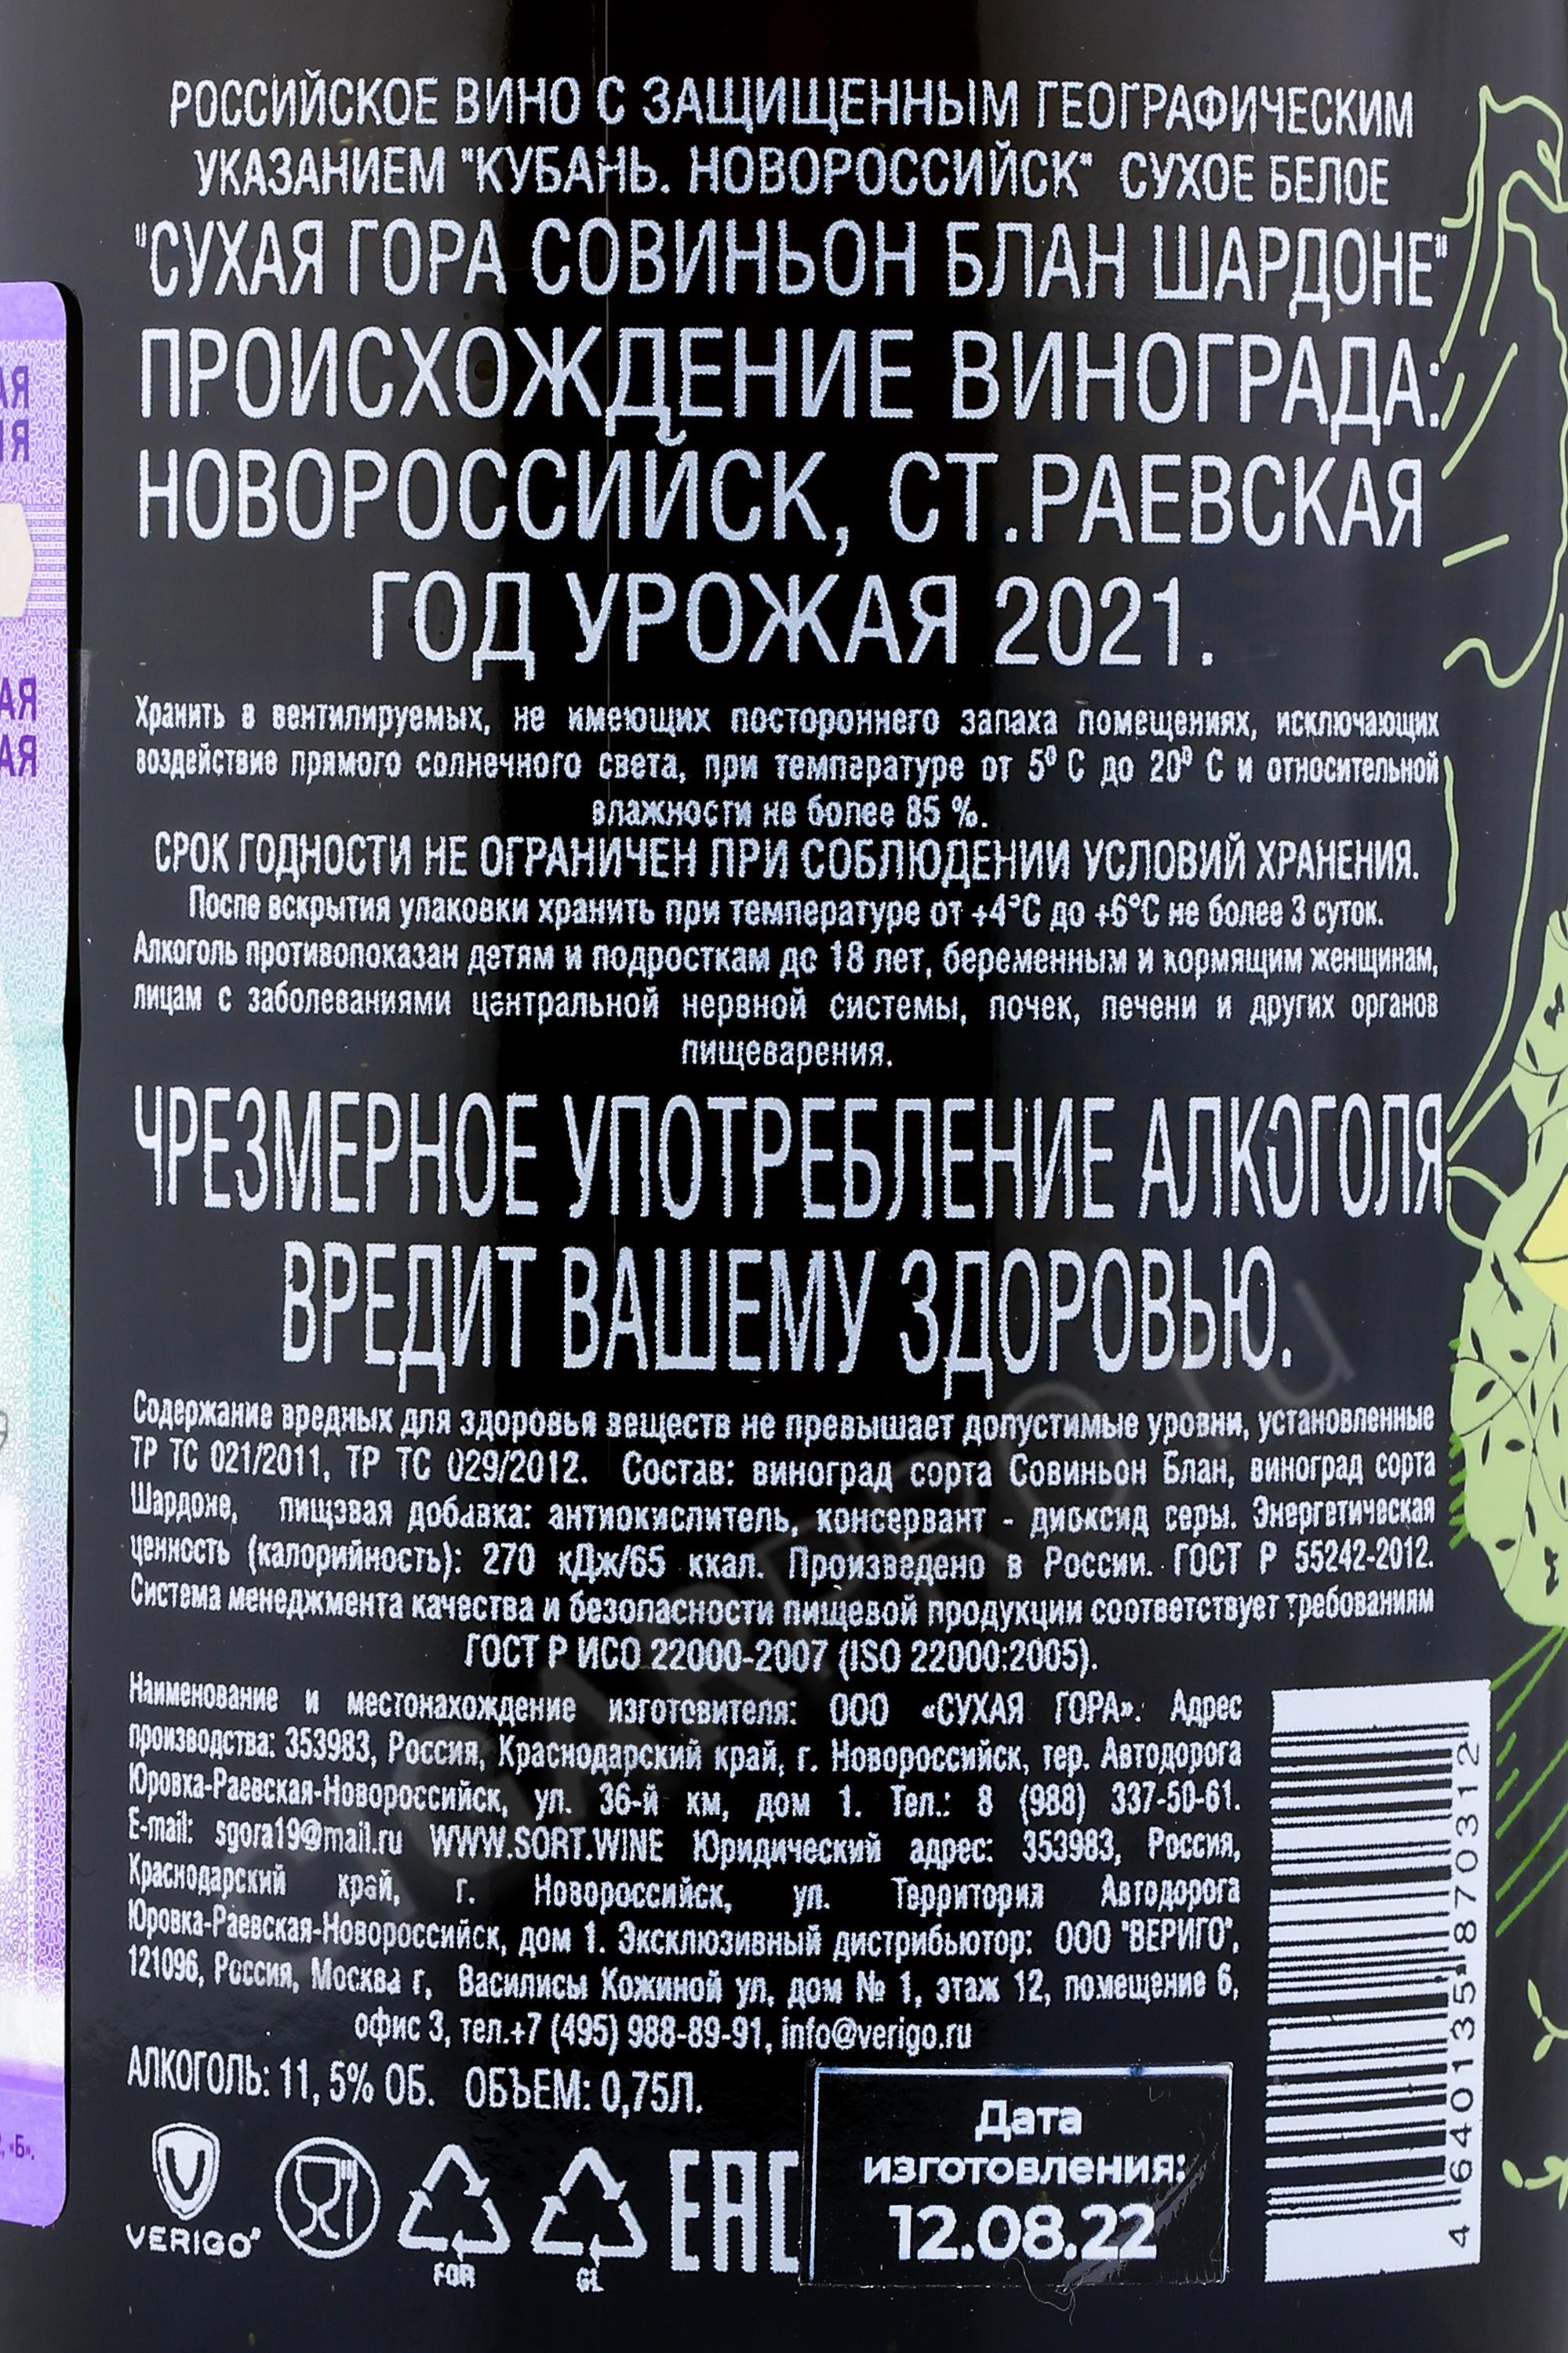 РОССИЙСКОЕ ВИНО С ЗАЩИЩЕННЫМ ГЕОГРАФИЧЕСКИМ
УКАЗАНИЕМ "КУБАНЬ. НОВОРОССИЙСК" СУХОЕ БЕЛОЕ
"СУХАЯ ГОРА СОВИНЬОН БЛАН ШАРДОНЕ"
ПРОИСХОЖДЕНИЕ ВИНОГРАДА:
НОВОРОССИЙСК, СТ.РАЕВСКАЯ
ГОД УРОЖАЯ 2021.
Хранить в вентилируемых, не имеющих постороннего запаха помещениях, исключающих
воздействие прямого солнечного света, при температуре от 5⁰ С до 20⁰ С и относительной
влажности не более 85 %.
СРОК ГОДНОСТИ НЕ ОГРАНИЧЕН ПРИ СОБЛЮДЕНИИ УСЛОВИЙ ХРАНЕНИЯ.
После вскрытия упаковки хранить при температуре от +4°С до +6°С не более 3 суток.
Алкоголь противопоказан детям и подросткам до 18 лет, беременным и кормящим женщинам,
лицам с заболеваниями центральной нервной системы, почек, печени и других органов
пищеварения.
ЧРЕЗМЕРНОЕ УПОТРЕБЛЕНИЕ АЛКОГОЛЯ
ВРЕДИТ ВАШЕМУ ЗДОРОВЬЮ.
Содержание вредных для здоровья веществ не превышает допустимые уровни, установленные
ТР ТС 021/2011, ТР ТС 029/2012. Состав: виноград сорта Совиньон Блан, виноград сорта
Шардоне, пищевая добавка: антиокислитель, консервант - диоксид серы. Энергетическая
ценность (калорийность): 270 кДж/65 ккал. Произведено в России. ГОСТ Р 55242-2012.
Система менеджмента качества и безопасности пищевой продукции соответствует требованиям
ГОСТ Р ИСО 22000-2007 (ISO 22000:2005).
Наименование и местонахождение изготовителя: ООО «СУХАЯ ГОРА». Адрес
производства: 353983, Россия, Краснодарский край, г. Новороссийск, тер. Автодорога
Юровка-Раевская-Новороссийск, ул. 36-й км, дом 1. Тел.: 8 (988) 337-50-61.
E-mail: sgora19@mail.ru WWW.SORT.WINE Юридический адрес: 353983, Россия,
Краснодарский край, г. Новороссийск, ул. Территория Автодорога
Юровка-Раевская-Новороссийск, дом 1. Эксклюзивный дистрибьютор: ООО "ВЕРИГО",
121096, Россия, Москва г, Василисы Кожиной ул, дом № 1, этаж 12, помещение 6,
офис 3, тел.+7 (495) 988-89-91, info@verigo.ru
АЛКОГОЛЬ: 11, 5% ОБ. ОБЪЕМ: 0,75Л.
Дата
изготовления:
12.08.22
VERIGO
FOR
GL
EAC
4 640135 870312
CIGARPRO.ru